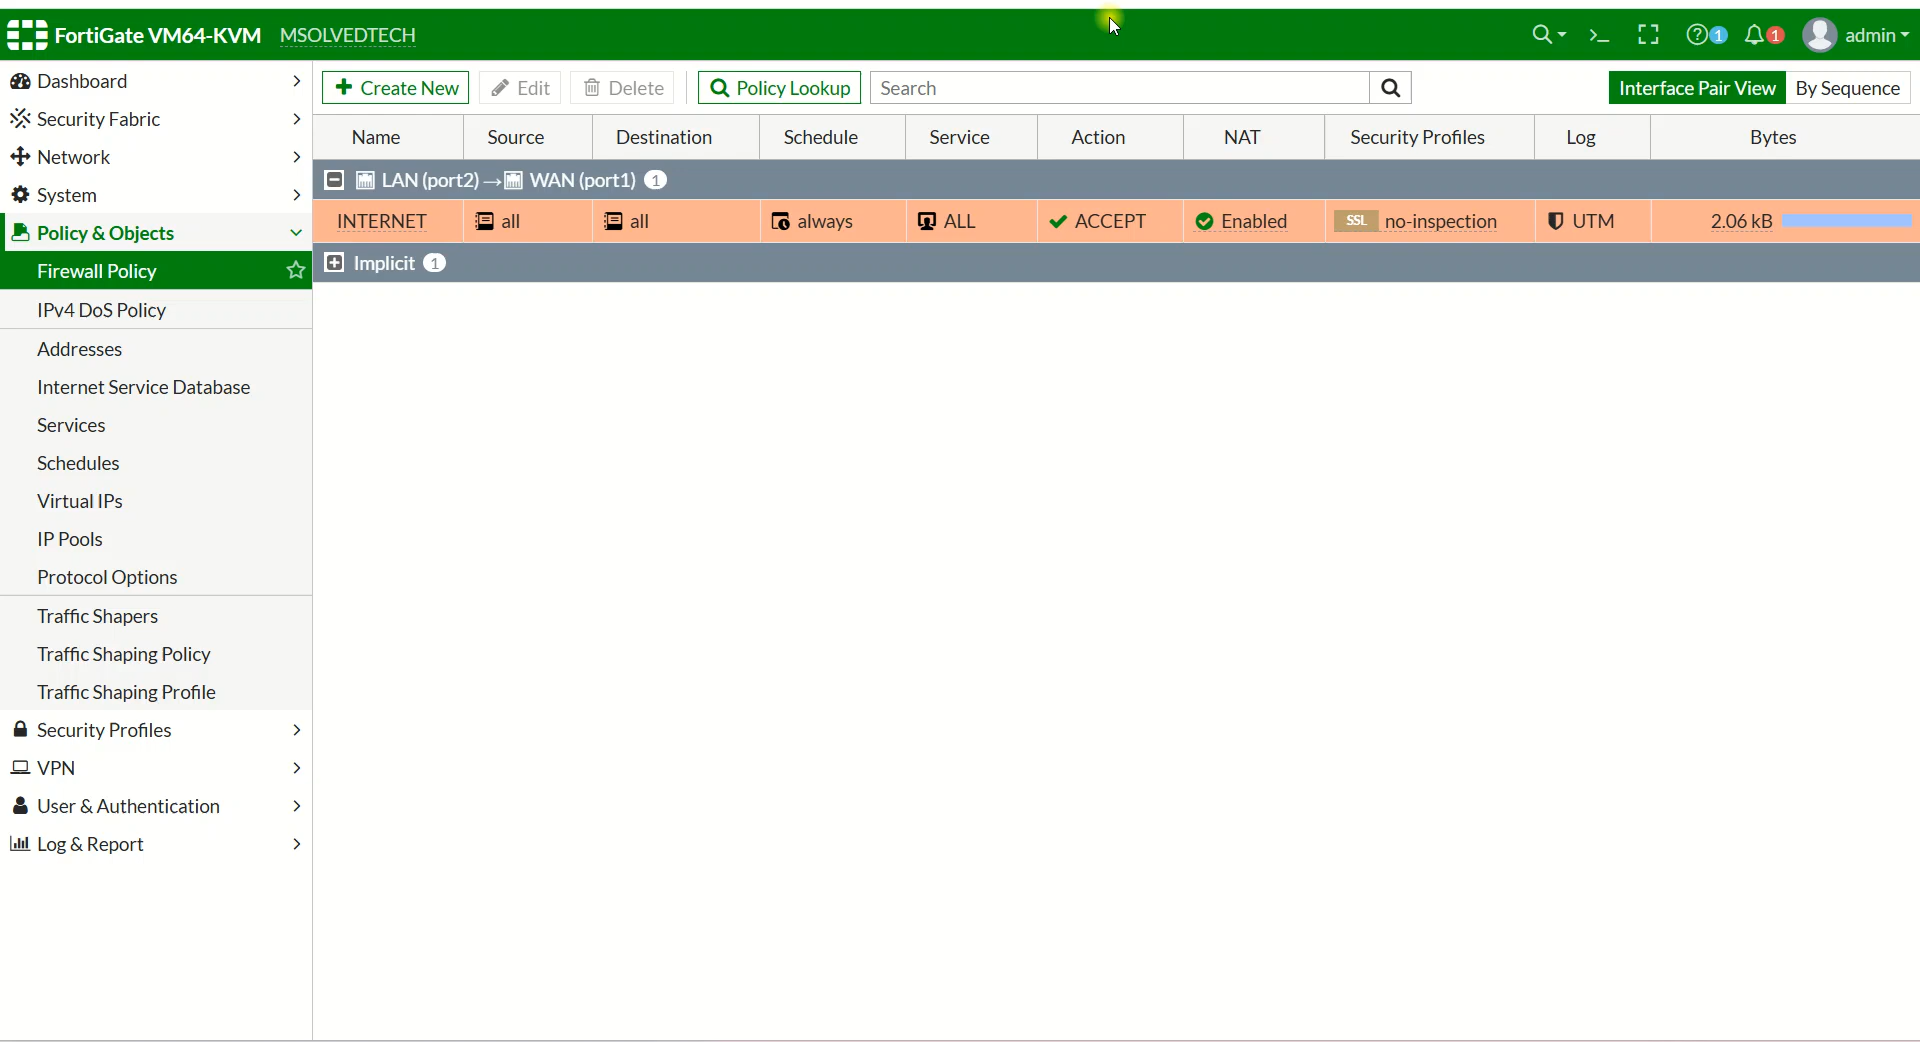 FortiGate VM64-KVM MSOLVEDTECH 1 1 admin
Dashboard
Security Fabric
Network
System
Policy & Objects
Firewall Policy
IPv4 DoS Policy
Addresses
Internet Service Database
Services
Schedules
Virtual IPs
IP Pools
Protocol Options
Traffic Shapers
Traffic Shaping Policy
Traffic Shaping Profile
Security Profiles
VPN
User & Authentication
Log & Report
Create New Edit Delete Policy Lookup Search Interface Pair View By Sequence
Name Source Destination Schedule Service Action NAT Security Profiles Log Bytes
LAN (port2) → WAN (port1) 1
INTERNET all all always ALL ACCEPT Enabled SSL no-inspection UTM 2.06 kB
Implicit 1